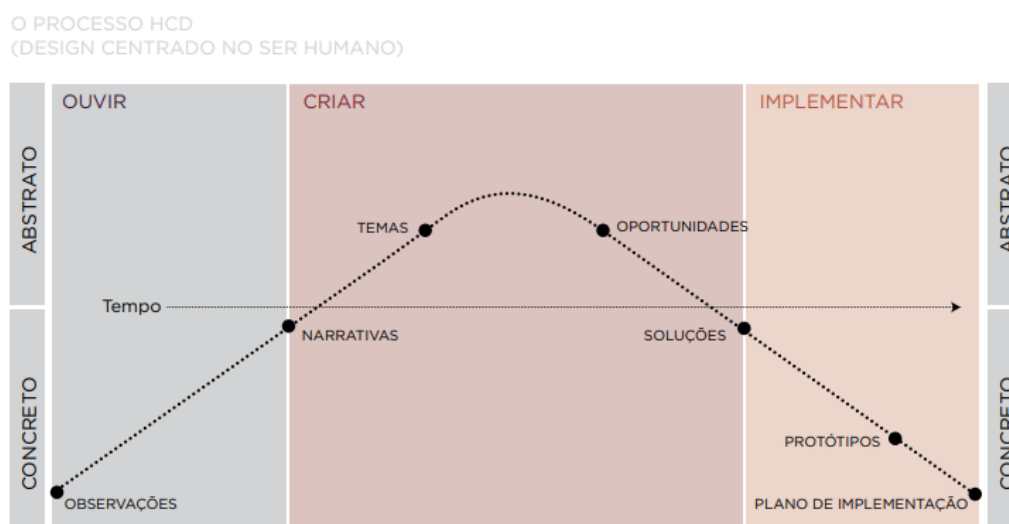 O PROCESSO HCD
(DESIGN CENTRADO NO SER HUMANO)
OUVIR
CRIAR
IMPLEMENTAR
ABSTRATO
ABSTRATO
TEMAS
OPORTUNIDADES
Tempo
NARRATIVAS
SOLUÇÕES
CONCRETO
CONCRETO
PROTÓTIPOS
OBSERVAÇÕES
PLANO DE IMPLEMENTAÇÃO